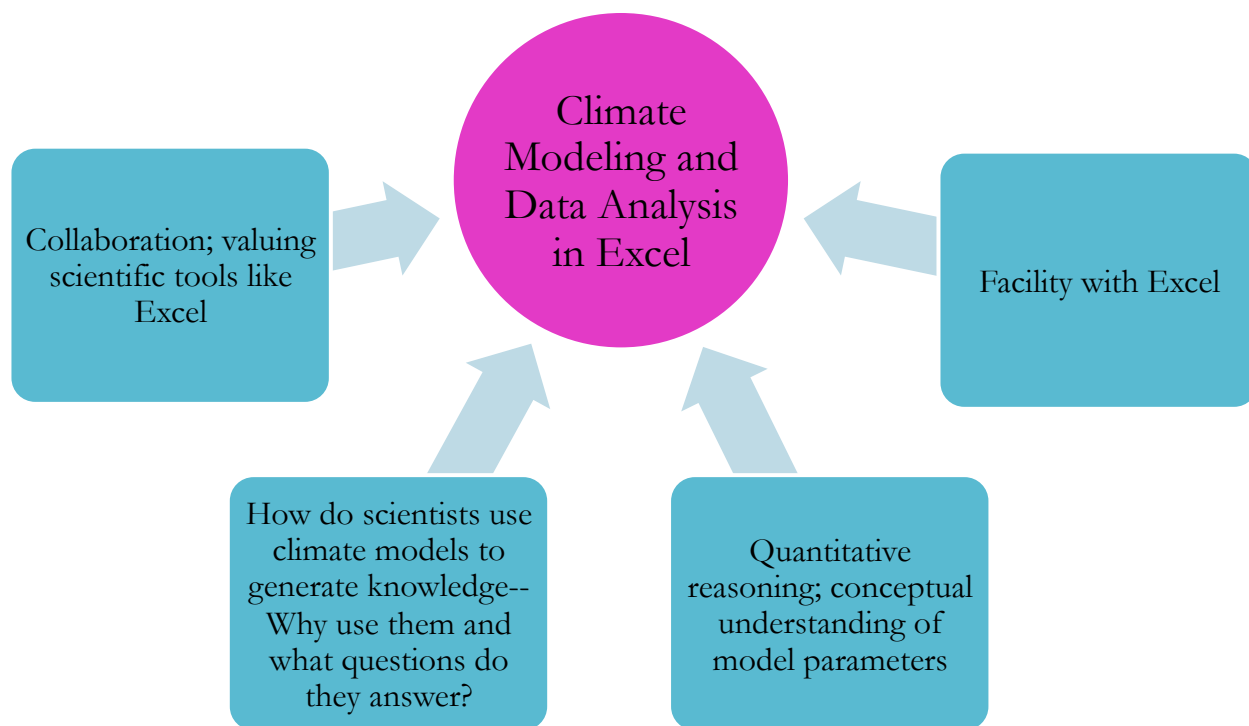 Climate
Modeling and
Data Analysis
in Excel
Collaboration; valuing
scientific tools like
Excel
Facility with Excel
How do scientists use
climate models to
generate knowledge--
Why use them and
what questions do
they answer?
Quantitative
reasoning; conceptual
understanding of
model parameters